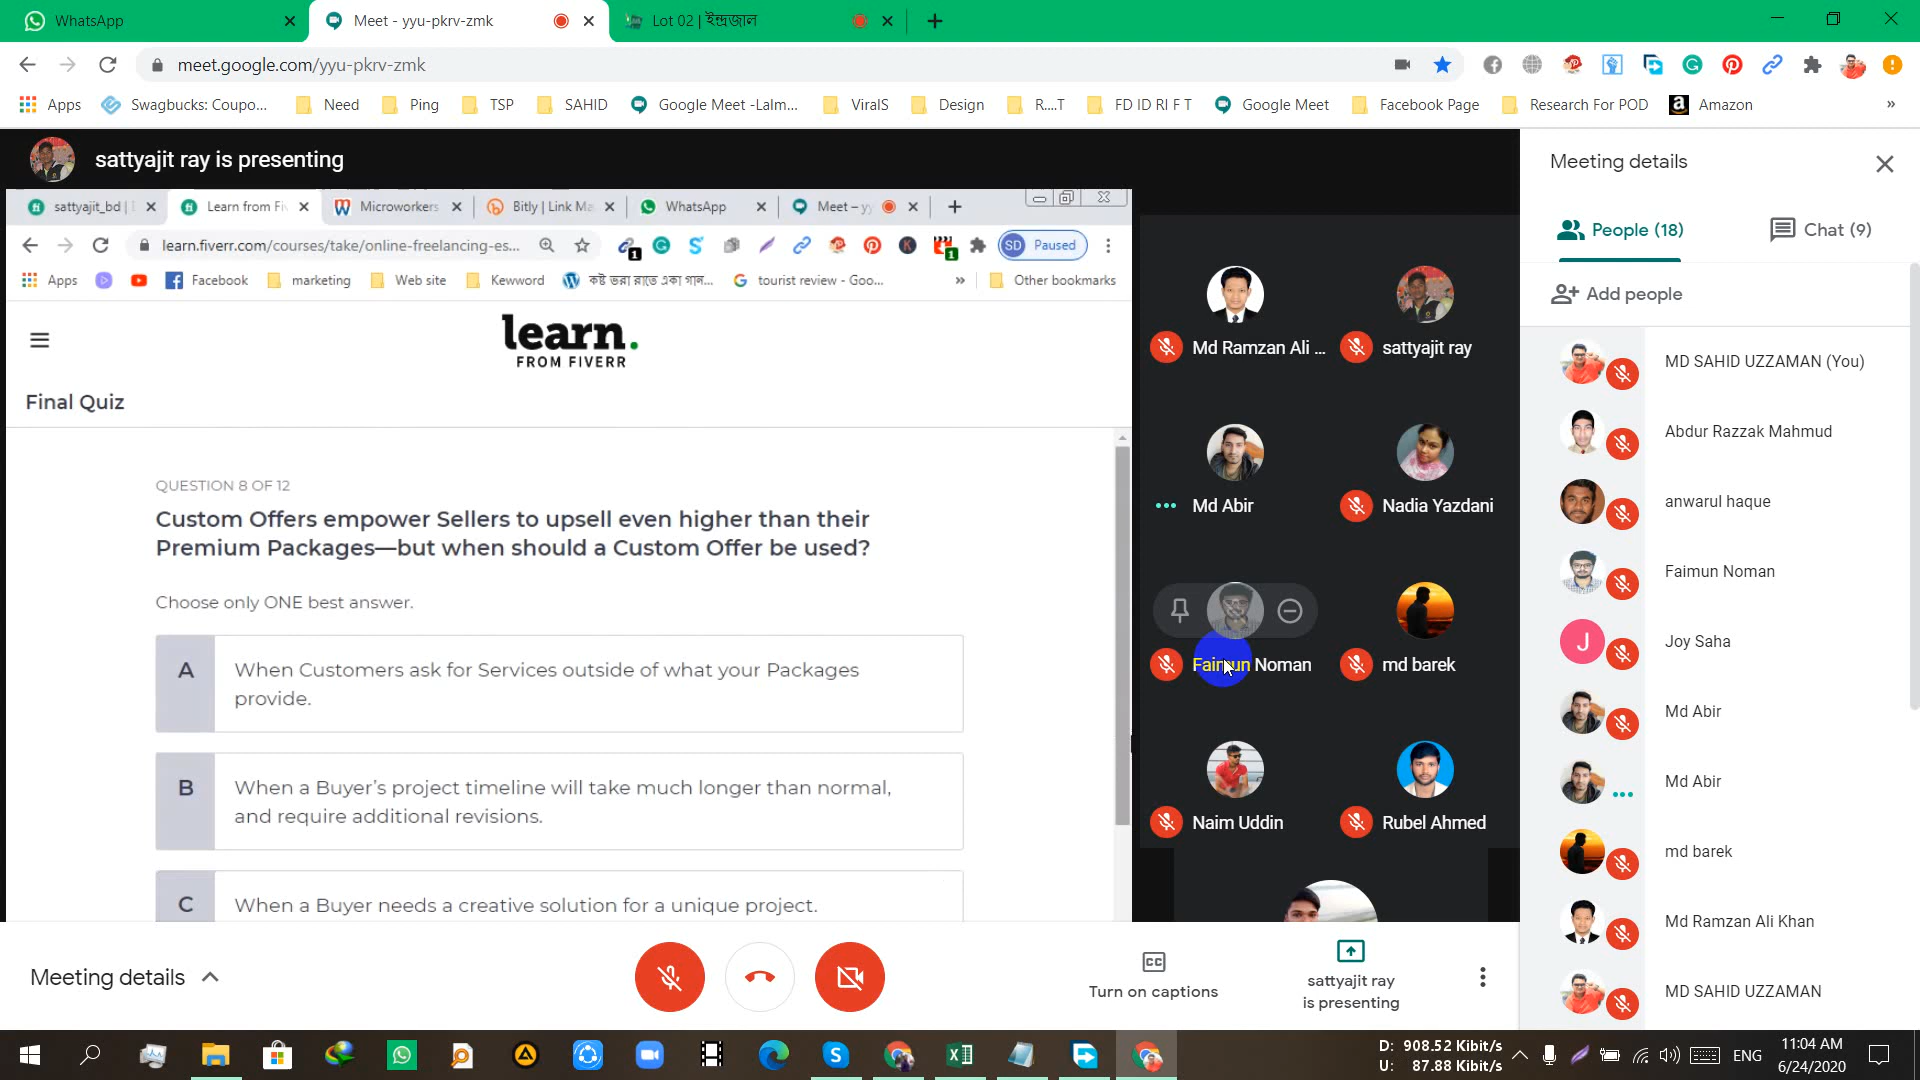 WhatsApp
Meet - yyu-pkrv-zmk
Lot 02 | ইন্দ্রজাল
meet.google.com/yyu-pkrv-zmk
Apps
Swagbucks: Coupo...
Need
Ping
TSP
SAHID
Google Meet -Lalm...
ViralS
Design
R....T
FD ID RI F T
Google Meet
Facebook Page
Research For POD
Amazon
»
sattyajit ray is presenting
sattyajit_bd |
Learn from Fi
Microworkers
Bitly | Link Ma
WhatsApp
Meet – yy
learn.fiverr.com/courses/take/online-freelancing-es...
SD Paused
Apps
Facebook
marketing
Web site
Kewword
কষ্ট ভরা রাতে একা গান...
tourist review - Goo...
»
Other bookmarks
learn.
FROM FIVERR
Final Quiz
QUESTION 8 OF 12
Custom Offers empower Sellers to upsell even higher than their
Premium Packages—but when should a Custom Offer be used?
Choose only ONE best answer.
A
When Customers ask for Services outside of what your Packages
provide.
B
When a Buyer's project timeline will take much longer than normal,
and require additional revisions.
C
When a Buyer needs a creative solution for a unique project.
Md Ramzan Ali ...
sattyajit ray
Md Abir
Nadia Yazdani
Faimun Noman
md barek
Naim Uddin
Rubel Ahmed
Meeting details
People (18)
Chat (9)
Add people
MD SAHID UZZAMAN (You)
Abdur Razzak Mahmud
anwarul haque
Faimun Noman
J
Joy Saha
Md Abir
Md Abir
md barek
Md Ramzan Ali Khan
MD SAHID UZZAMAN
Meeting details
Turn on captions
sattyajit ray
is presenting
D: 908.52 Kibit/s
U: 87.88 Kibit/s
ENG
11:04 AM
6/24/2020